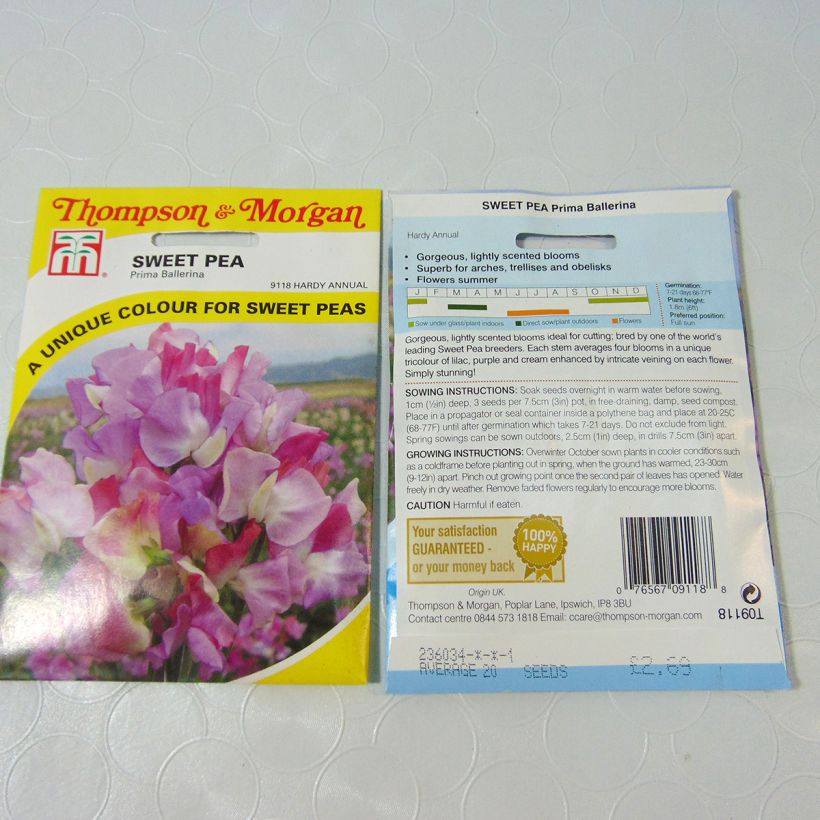 Thompson & Morgan
®
SWEET PEA
Prima Ballerina
9118 HARDY ANNUAL
A UNIQUE COLOUR FOR SWEET PEAS
SWEET PEA Prima Ballerina
Hardy Annual
• Gorgeous, lightly scented blooms
• Superb for arches, trellises and obelisks
• Flowers summer
J F M A M J J A S O N D
Sow under glass/plant indoors Direct sow/plant outdoors Flowers
Germination:
7-21 days 68-77°F
Plant height:
1.8m (6ft)
Preferred position:
Full sun
Gorgeous, lightly scented blooms ideal for cutting; bred by one of the world's
leading Sweet Pea breeders. Each stem averages four blooms in a unique
tricolour of lilac, purple and cream enhanced by intricate veining on each flower.
Simply stunning!
SOWING INSTRUCTIONS: Soak seeds overnight in warm water before sowing,
1cm (½in) deep, 3 seeds per 7.5cm (3in) pot, in free-draining, damp, seed compost.
Place in a propagator or seal container inside a polythene bag and place at 20-25C
(68-77F) until after germination which takes 7-21 days. Do not exclude from light.
Spring sowings can be sown outdoors, 2.5cm (1in) deep, in drills 7.5cm (3in) apart.
GROWING INSTRUCTIONS: Overwinter October sown plants in cooler conditions such
as a coldframe before planting out in spring, when the ground has warmed, 23-30cm
(9-12in) apart. Pinch out growing point once the second pair of leaves has opened. Water
freely in dry weather. Remove faded flowers regularly to encourage more blooms.
CAUTION Harmful if eaten.
Your satisfaction
GUARANTEED -
or your money back
100%
HAPPY
0 76567 09118 8
T09118
Origin UK.
Thompson & Morgan, Poplar Lane, Ipswich, IP8 3BU
Contact centre 0844 573 1818 Email: ccare@thompson-morgan.com
236034-*-*-1
AVERAGE 20 SEEDS £2.69